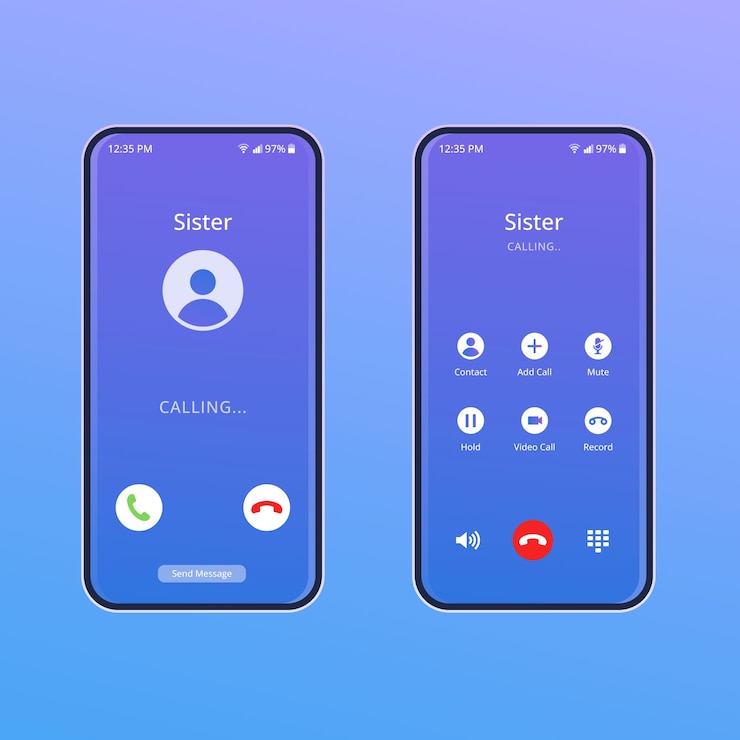 12:35 PM 97%
Sister
CALLING...
Send Message
12:35 PM 97%
Sister
CALLING..
Contact Add Call Mute
Hold Video Call Record